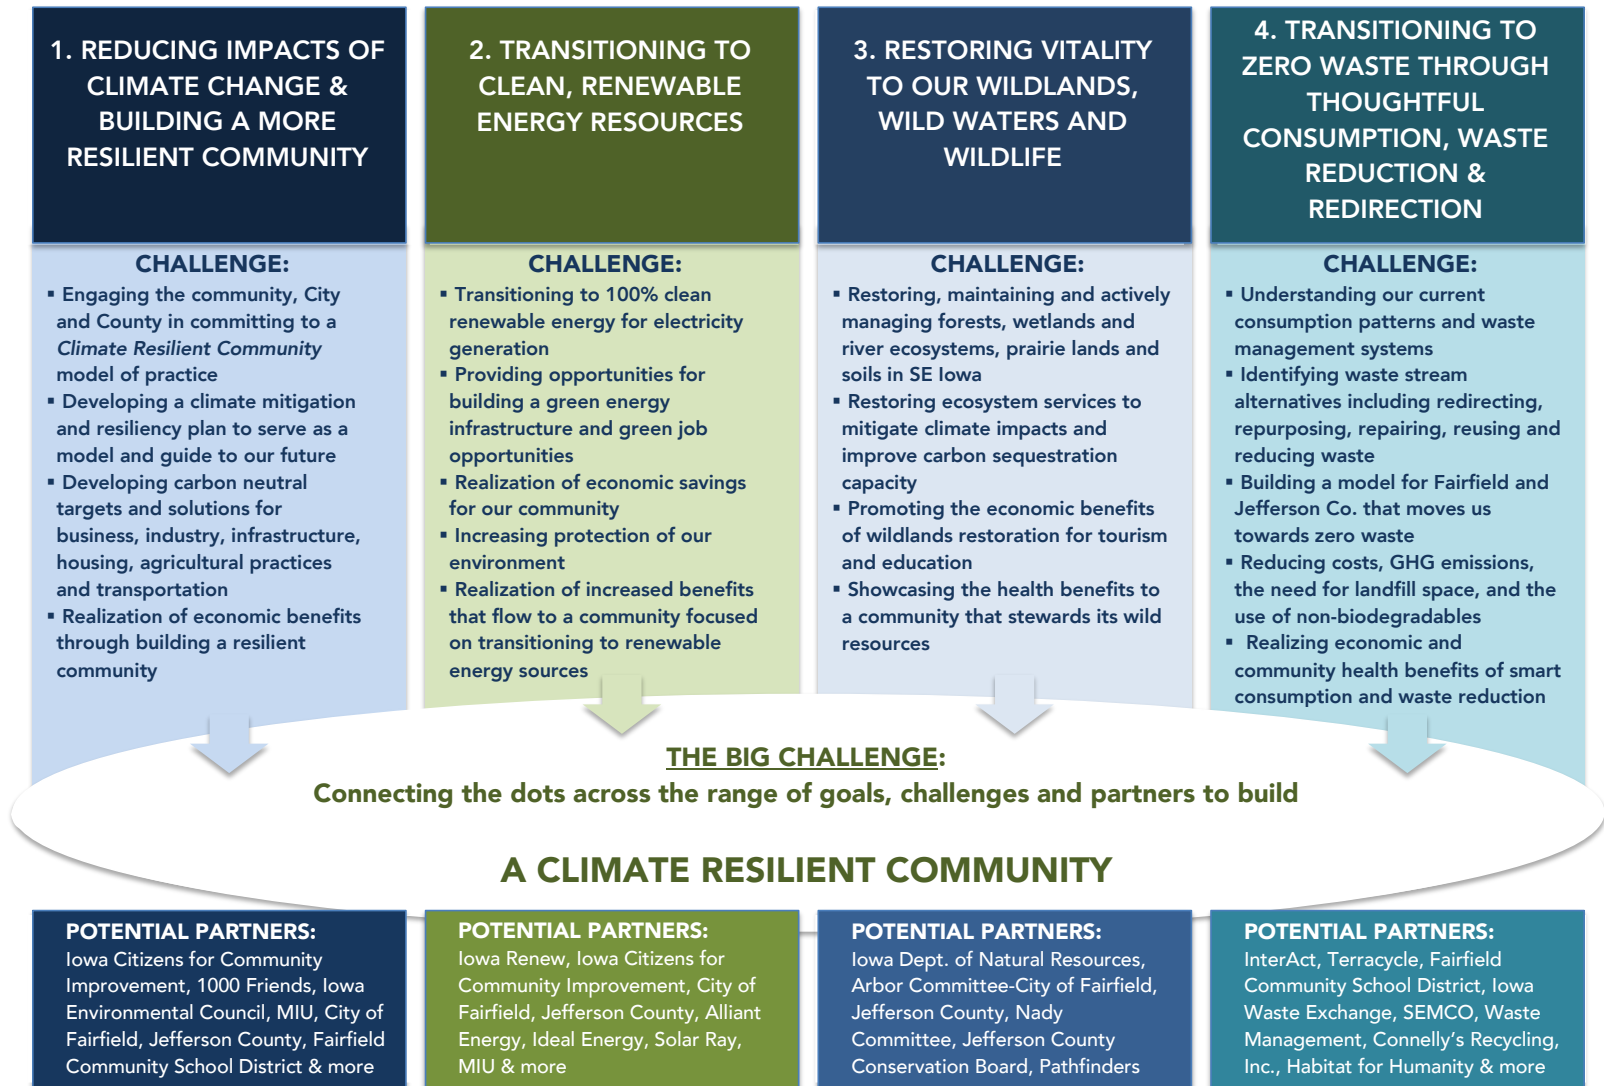 1. REDUCING IMPACTS OF
CLIMATE CHANGE &
BUILDING A MORE
RESILIENT COMMUNITY
CHALLENGE:
▪ Engaging the community, City
and County in committing to a
Climate Resilient Community
model of practice
▪ Developing a climate mitigation
and resiliency plan to serve as a
model and guide to our future
▪ Developing carbon neutral
targets and solutions for
business, industry, infrastructure,
housing, agricultural practices
and transportation
▪ Realization of economic benefits
through building a resilient
community
2. TRANSITIONING TO
CLEAN, RENEWABLE
ENERGY RESOURCES
CHALLENGE:
▪ Transitioning to 100% clean
renewable energy for electricity
generation
▪ Providing opportunities for
building a green energy
infrastructure and green job
opportunities
▪ Realization of economic savings
for our community
▪ Increasing protection of our
environment
▪ Realization of increased benefits
that flow to a community focused
on transitioning to renewable
energy sources
3. RESTORING VITALITY
TO OUR WILDLANDS,
WILD WATERS AND
WILDLIFE
CHALLENGE:
▪ Restoring, maintaining and actively
managing forests, wetlands and
river ecosystems, prairie lands and
soils in SE Iowa
▪ Restoring ecosystem services to
mitigate climate impacts and
improve carbon sequestration
capacity
▪ Promoting the economic benefits
of wildlands restoration for tourism
and education
▪ Showcasing the health benefits to
a community that stewards its wild
resources
4. TRANSITIONING TO
ZERO WASTE THROUGH
THOUGHTFUL
CONSUMPTION, WASTE
REDUCTION &
REDIRECTION
CHALLENGE:
▪ Understanding our current
consumption patterns and waste
management systems
▪ Identifying waste stream
alternatives including redirecting,
repurposing, repairing, reusing and
reducing waste
▪ Building a model for Fairfield and
Jefferson Co. that moves us
towards zero waste
▪ Reducing costs, GHG emissions,
the need for landfill space, and the
use of non-biodegradables
▪ Realizing economic and
community health benefits of smart
consumption and waste reduction
THE BIG CHALLENGE:
Connecting the dots across the range of goals, challenges and partners to build
A CLIMATE RESILIENT COMMUNITY
POTENTIAL PARTNERS:
Iowa Citizens for Community
Improvement, 1000 Friends, Iowa
Environmental Council, MIU, City of
Fairfield, Jefferson County, Fairfield
Community School District & more
POTENTIAL PARTNERS:
Iowa Renew, Iowa Citizens for
Community Improvement, City of
Fairfield, Jefferson County, Alliant
Energy, Ideal Energy, Solar Ray,
MIU & more
POTENTIAL PARTNERS:
Iowa Dept. of Natural Resources,
Arbor Committee-City of Fairfield,
Jefferson County, Nady
Committee, Jefferson County
Conservation Board, Pathfinders
POTENTIAL PARTNERS:
InterAct, Terracycle, Fairfield
Community School District, Iowa
Waste Exchange, SEMCO, Waste
Management, Connelly's Recycling,
Inc., Habitat for Humanity & more